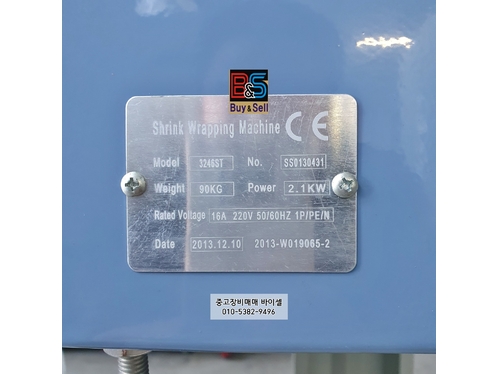 B&S
Buy & Sell
Shrink Wrapping Machine CE
Model 3246ST No. SS0130431
Weight 90KG Power 2.1KW
Rated Voltage 16A 220V 50/60HZ 1P/PE/N
Date 2013.12.10 2013-W019065-2
중고장비매매 바이셀
010-5382-9496